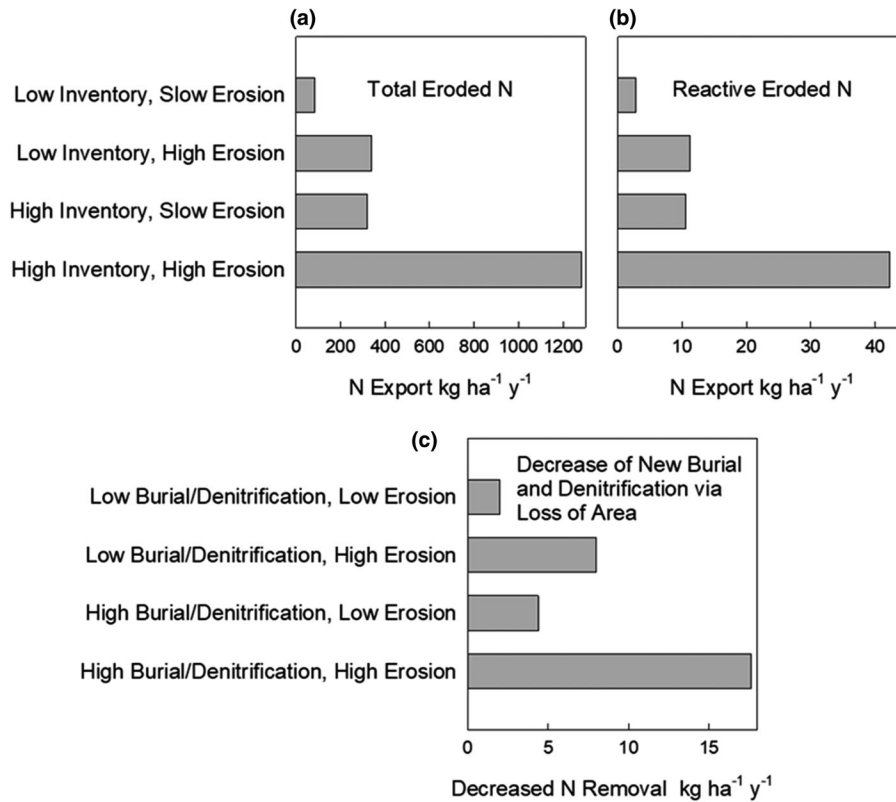 (a)
Total Eroded N
Low Inventory, Slow Erosion
Low Inventory, High Erosion
High Inventory, Slow Erosion
High Inventory, High Erosion
0 200 400 600 800 1000 1200
N Export kg ha⁻¹ y⁻¹
(b)
Reactive Eroded N
0 10 20 30 40
N Export kg ha⁻¹ y⁻¹
(c)
Decrease of New Burial
and Denitrification via
Loss of Area
Low Burial/Denitrification, Low Erosion
Low Burial/Denitrification, High Erosion
High Burial/Denitrification, Low Erosion
High Burial/Denitrification, High Erosion
0 5 10 15
Decreased N Removal kg ha⁻¹ y⁻¹